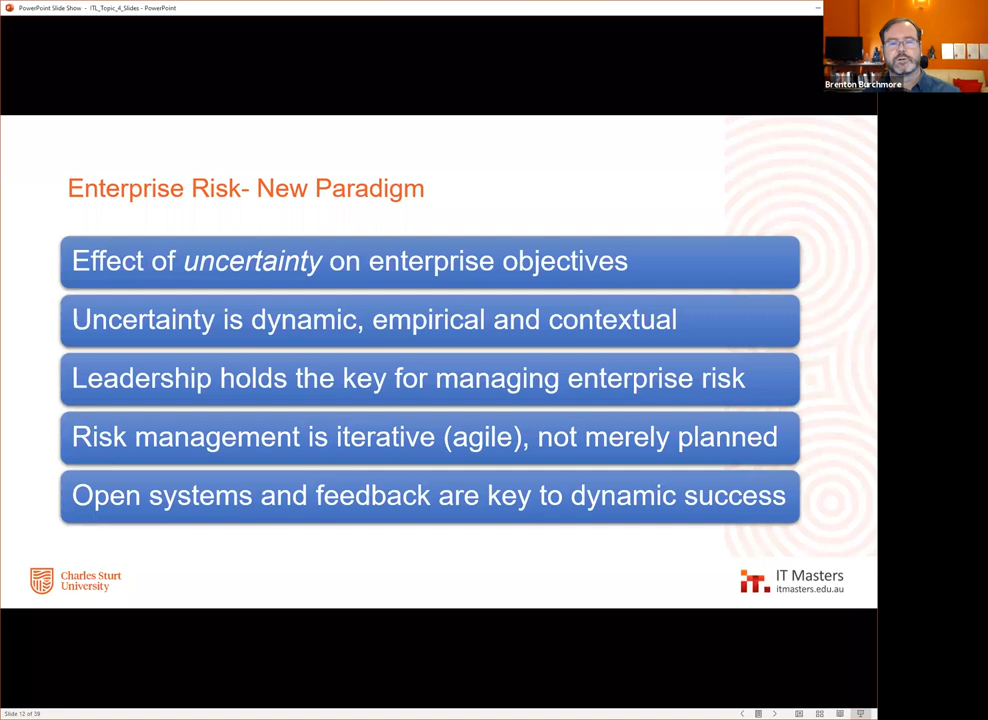 PowerPoint Slide Show - ITL_Topic_4_Slides - PowerPoint
Brenton Burchmore
Enterprise Risk- New Paradigm
Effect of uncertainty on enterprise objectives
Uncertainty is dynamic, empirical and contextual
Leadership holds the key for managing enterprise risk
Risk management is iterative (agile), not merely planned
Open systems and feedback are key to dynamic success
Charles Sturt
University
iT.
IT Masters
itmasters.edu.au
Slide 12 of 39